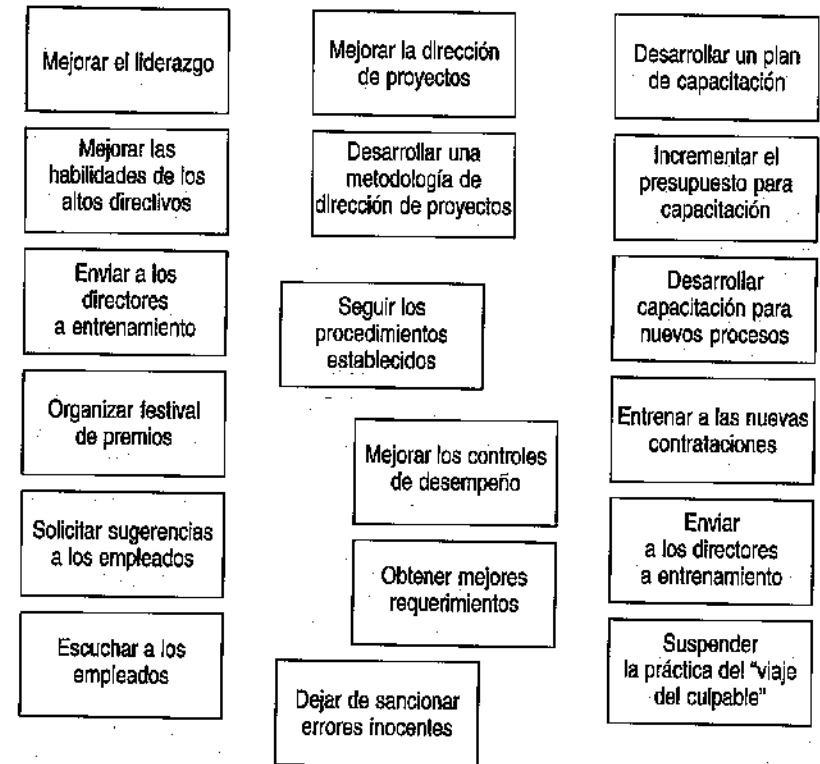 Mejorar el liderazgo
Mejorar las
habilidades de los
altos directivos
Enviar a los
directores
a entrenamiento
Organizar festival
de premios
Solicitar sugerencias
a los empleados
Escuchar a los
empleados
Mejorar la dirección
de proyectos
Desarrollar una
metodología de
dirección de proyectos
Seguir los
procedimientos
establecidos
Mejorar los controles
de desempeño
Obtener mejores
requerimientos
Dejar de sancionar
errores inocentes
Desarrollar un plan
de capacitación
Incrementar el
presupuesto para
capacitación
Desarrollar
capacitación para
nuevos procesos
Entrenar a las nuevas
contrataciones
Enviar
a los directores
a entrenamiento
Suspender
la práctica del "viaje
del culpable"